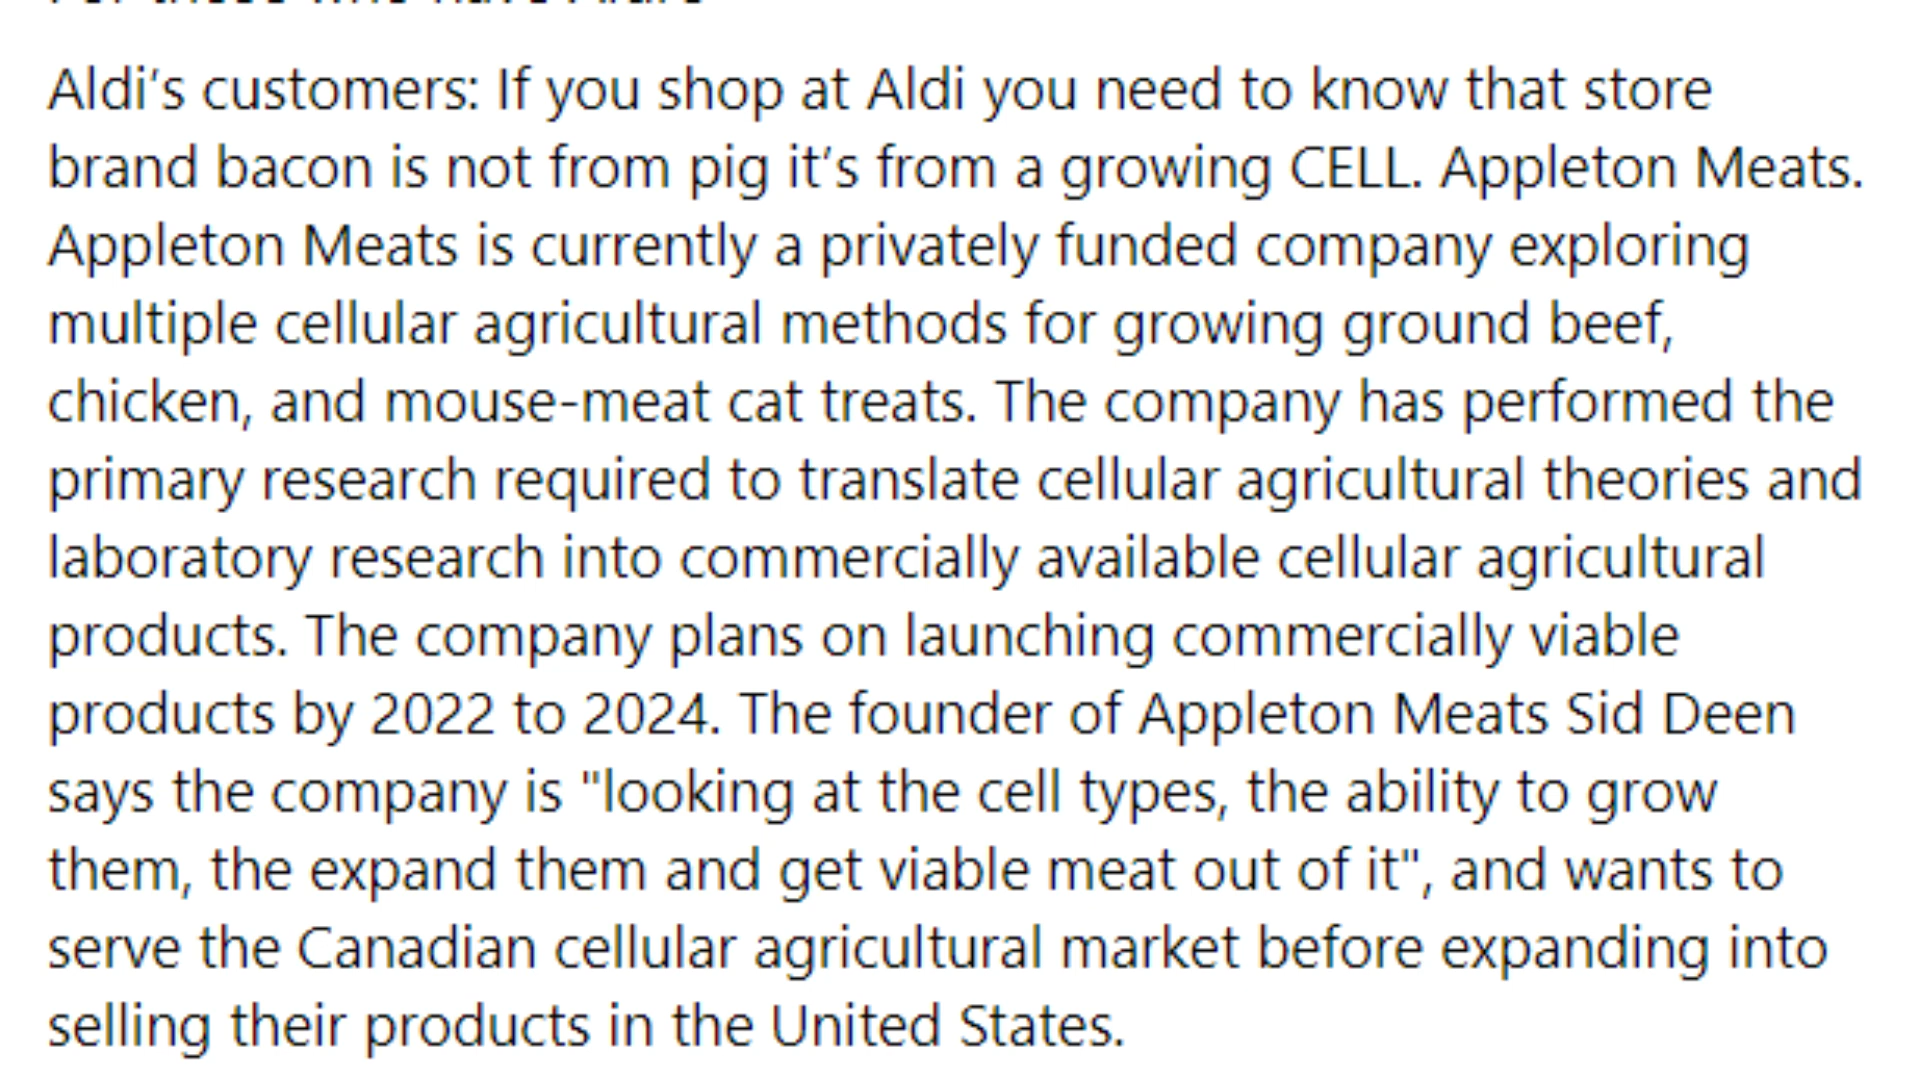 Aldi's customers: If you shop at Aldi you need to know that store
brand bacon is not from pig it's from a growing CELL. Appleton Meats.
Appleton Meats is currently a privately funded company exploring
multiple cellular agricultural methods for growing ground beef,
chicken, and mouse-meat cat treats. The company has performed the
primary research required to translate cellular agricultural theories and
laboratory research into commercially available cellular agricultural
products. The company plans on launching commercially viable
products by 2022 to 2024. The founder of Appleton Meats Sid Deen
says the company is "looking at the cell types, the ability to grow
them, the expand them and get viable meat out of it", and wants to
serve the Canadian cellular agricultural market before expanding into
selling their products in the United States.